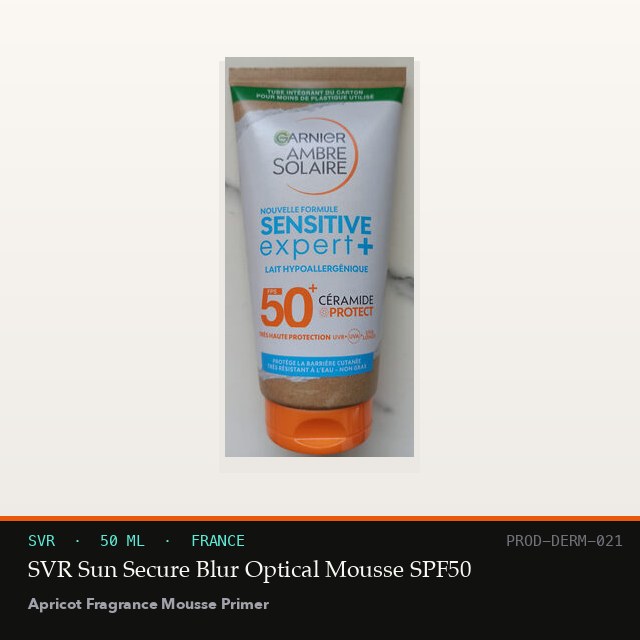 TUBE INTÉGRANT DU CARTON
POUR MOINS DE PLASTIQUE UTILISÉ
GARNIER
AMBRE
SOLAIRE
NOUVELLE FORMULE
SENSITIVE
expert+
LAIT HYPOALLERGÉNIQUE
FPS
50+
CÉRAMIDE
PROTECT
TRÈS HAUTE PROTECTION UVB+ UVA+
PROTÈGE LA BARRIÈRE CUTANÉE
TRÈS RÉSISTANT À L'EAU - NON GRAS
SVR · 50 ML · FRANCE
PROD–DERM–021
SVR Sun Secure Blur Optical Mousse SPF50
Apricot Fragrance Mousse Primer